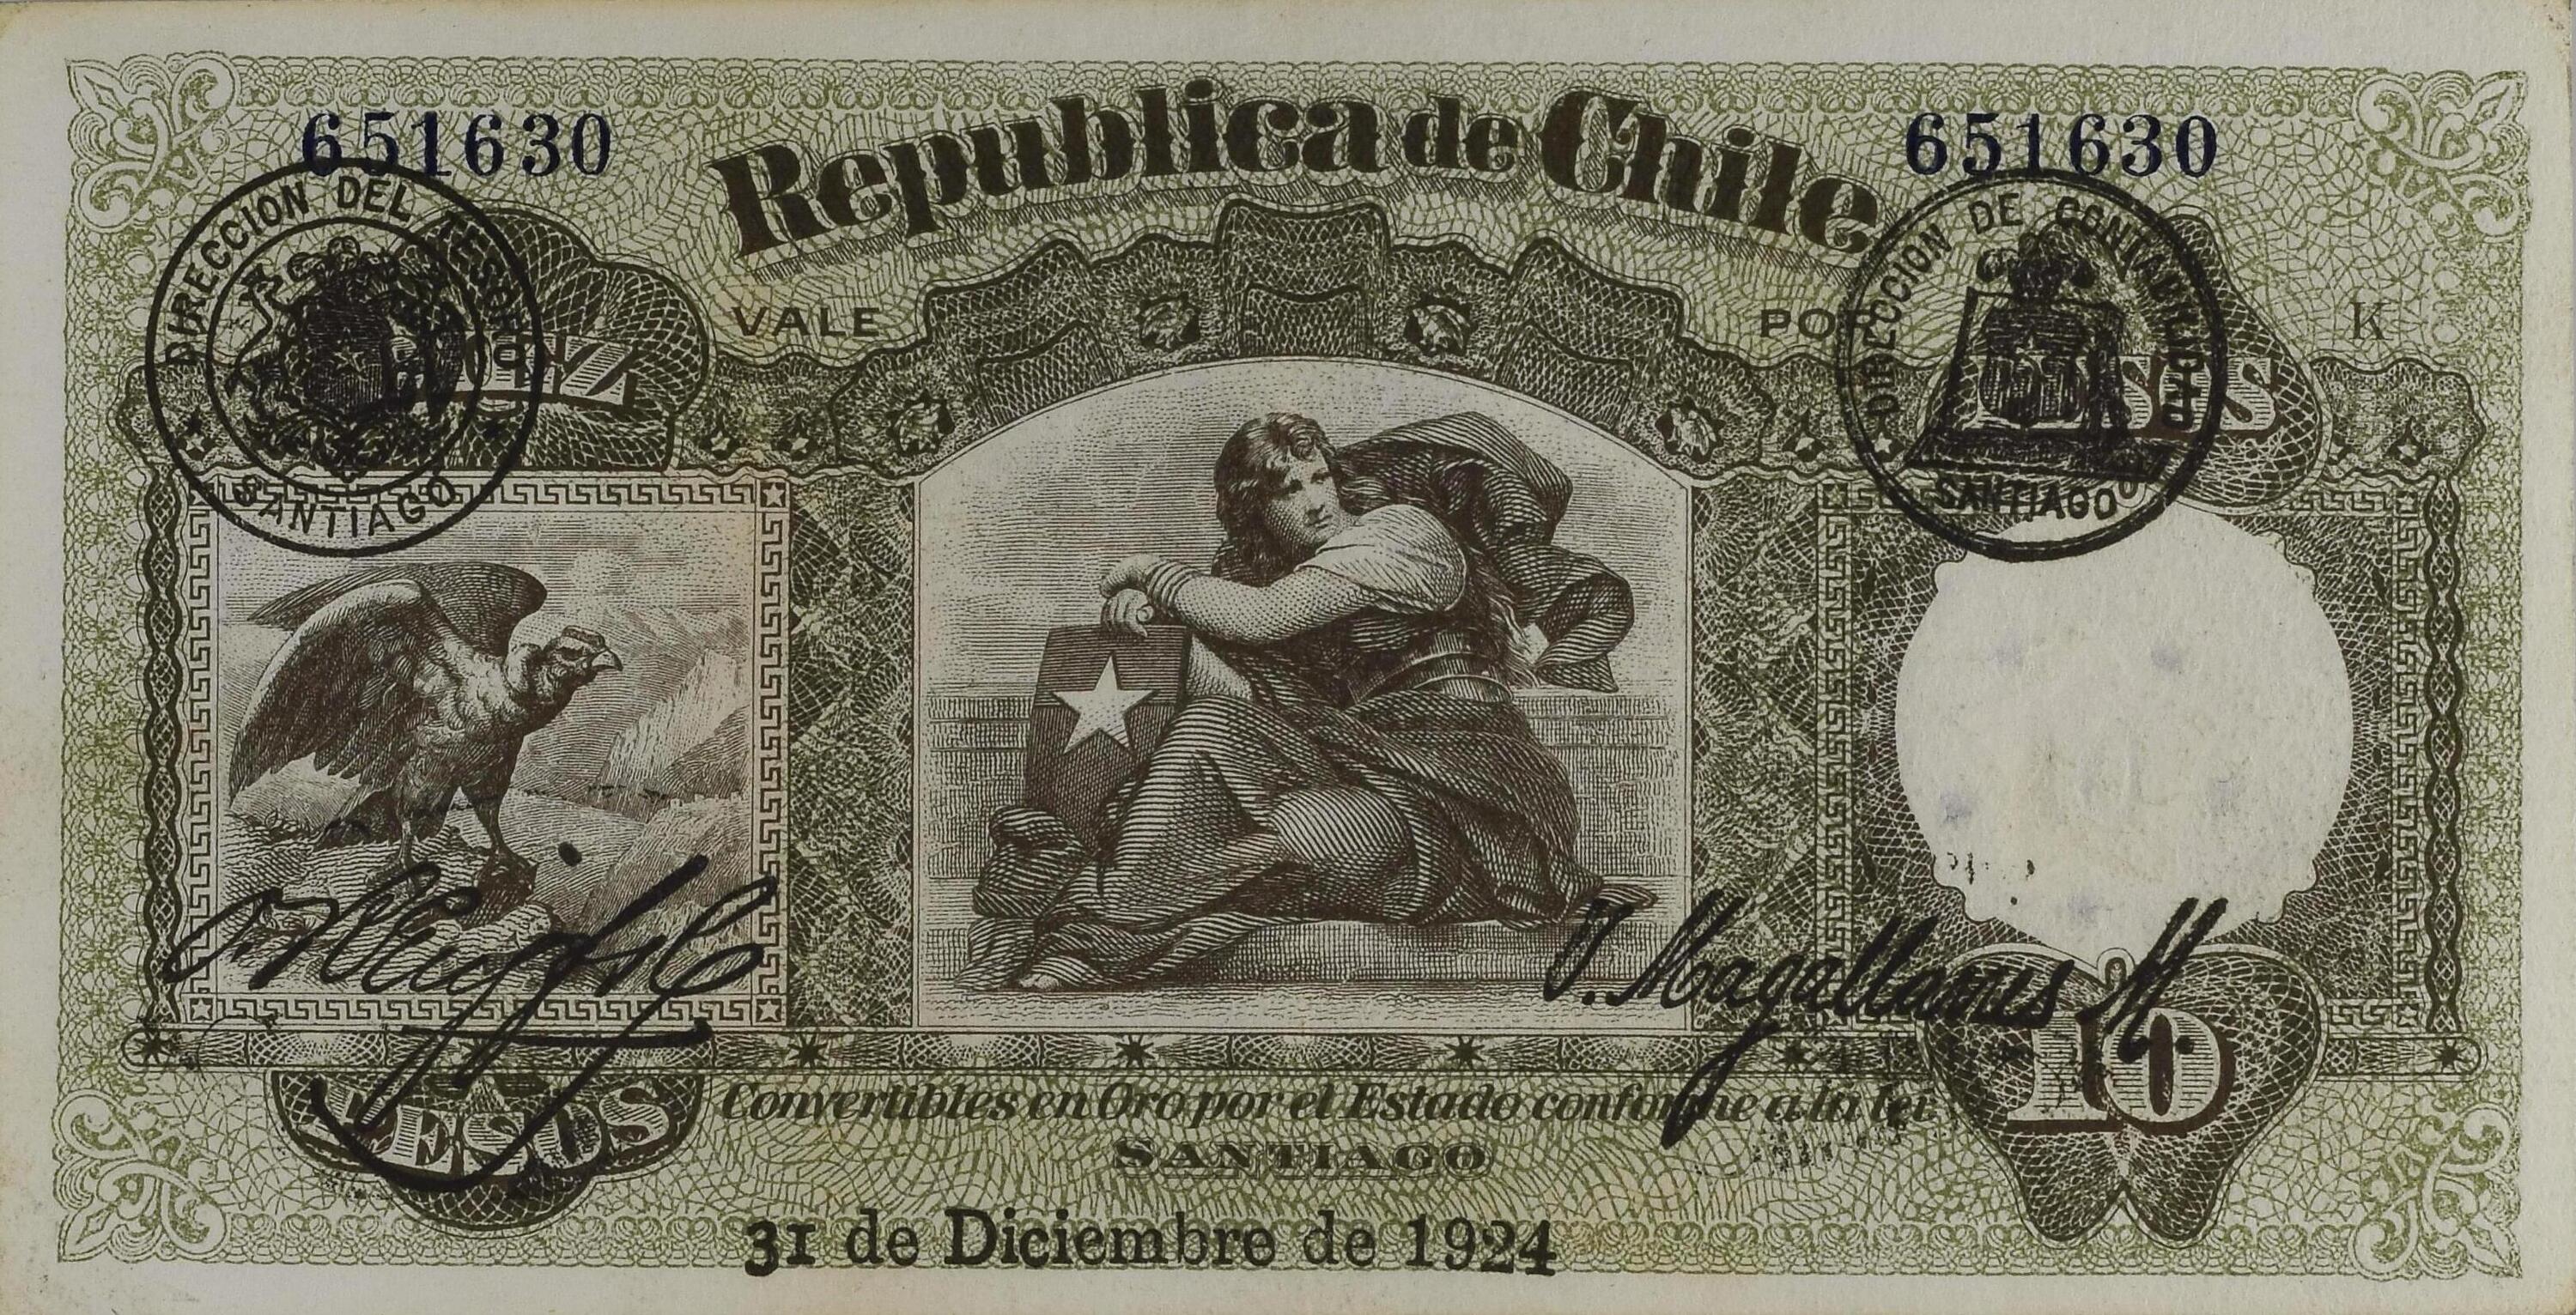 651630
651630
Republica de Chile
DIRECCION DEL TESORO
SANTIAGO
DIRECCION DE CONTABILIDAD
SANTIAGO
VALE
POR
K
DIEZ
PESOS
J. Magallanes M.
10
PESOS
Convertibles en Oro por el Estado conforme a la lei
SANTIAGO
31 de Diciembre de 1924